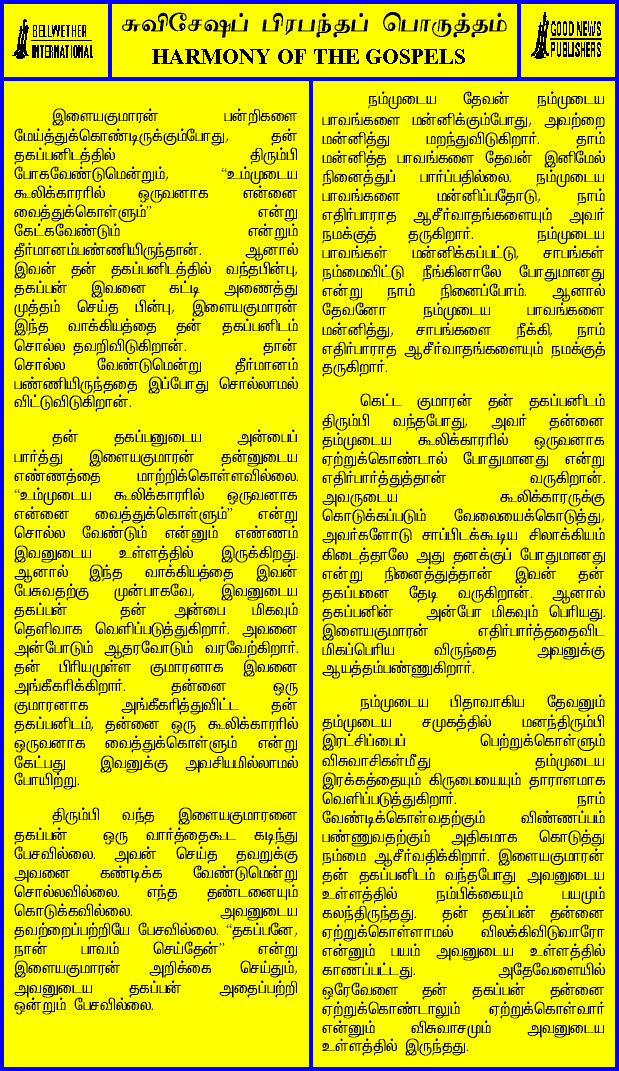 BELLWETHER
INTERNATIONAL
சுவிசேஷப் பிரபந்தப் பொருத்தம்
HARMONY OF THE GOSPELS
GOOD NEWS
PUBLISHERS
இளையகுமாரன் பன்றிகளை
மேய்த்துக்கொண்டிருக்கும்போது, தன்
தகப்பனிடத்தில் திரும்பி
போகவேண்டுமென்றும், “உம்முடைய
கூலிக்காரரில் ஒருவனாக என்னை
வைத்துக்கொள்ளும்” என்று
கேட்கவேண்டும் என்றும்
தீர்மானம்பண்ணியிருந்தான். ஆனால்
இவன் தன் தகப்பனிடத்தில் வந்தபின்பு,
தகப்பன் இவனை கட்டி அணைத்து
முத்தம் செய்த பின்பு, இளையகுமாரன்
இந்த வாக்கியத்தை தன் தகப்பனிடம்
சொல்ல தவறிவிடுகிறான். தான்
சொல்ல வேண்டுமென்று தீர்மானம்
பண்ணியிருந்ததை இப்போது சொல்லாமல்
விட்டுவிடுகிறான்.
தன் தகப்பனுடைய அன்பைப்
பார்த்து இளையகுமாரன் தன்னுடைய
எண்ணத்தை மாற்றிக்கொள்ளவில்லை.
“உம்முடைய கூலிக்காரரில் ஒருவனாக
என்னை வைத்துக்கொள்ளும்” என்று
சொல்ல வேண்டும் என்னும் எண்ணம்
இவனுடைய உள்ளத்தில் இருக்கிறது.
ஆனால் இந்த வாக்கியத்தை இவன்
பேசுவதற்கு முன்பாகவே, இவனுடைய
தகப்பன் தன் அன்பை மிகவும்
தெளிவாக வெளிப்படுத்துகிறார். அவனை
அன்போடும் ஆதரவோடும் வரவேற்கிறார்.
தன் பிரியமுள்ள குமாரனாக இவனை
அங்கீகரிக்கிறார். தன்னை ஒரு
குமாரனாக அங்கீகரித்துவிட்ட தன்
தகப்பனிடம், தன்னை ஒரு கூலிக்காரரில்
ஒருவனாக வைத்துக்கொள்ளும் என்று
கேட்பது இவனுக்கு அவசியமில்லாமல்
போயிற்று.
திரும்பி வந்த இளையகுமாரனை
தகப்பன் ஒரு வார்த்தைகூட கடிந்து
பேசவில்லை. அவன் செய்த தவறுக்கு
அவனை கண்டிக்க வேண்டுமென்று
சொல்லவில்லை. எந்த தண்டனையும்
கொடுக்கவில்லை. அவனுடைய
தவற்றைப்பற்றியே பேசவில்லை. “தகப்பனே,
நான் பாவம் செய்தேன்” என்று
இளையகுமாரன் அறிக்கை செய்தும்,
அவனுடைய தகப்பன் அதைப்பற்றி
ஒன்றும் பேசவில்லை.
நம்முடைய தேவன் நம்முடைய
பாவங்களை மன்னிக்கும்போது, அவற்றை
மன்னித்து மறந்துவிடுகிறார். தாம்
மன்னித்த பாவங்களை தேவன் இனிமேல்
நினைத்துப் பார்ப்பதில்லை. நம்முடைய
பாவங்களை மன்னிப்பதோடு, நாம்
எதிர்பாராத ஆசீர்வாதங்களையும் அவர்
நமக்குத் தருகிறார். நம்முடைய
பாவங்கள் மன்னிக்கப்பட்டு, சாபங்கள்
நம்மைவிட்டு நீங்கினாலே போதுமானது
என்று நாம் நினைப்போம். ஆனால்
தேவனோ நம்முடைய பாவங்களை
மன்னித்து, சாபங்களை நீக்கி, நாம்
எதிர்பாராத ஆசீர்வாதங்களையும் நமக்குத்
தருகிறார்.
கெட்ட குமாரன் தன் தகப்பனிடம்
திரும்பி வந்தபோது, அவர் தன்னை
தம்முடைய கூலிக்காரரில் ஒருவனாக
ஏற்றுக்கொண்டால் போதுமானது என்று
எதிர்பார்த்துத்தான் வருகிறான்.
அவருடைய கூலிக்காரருக்கு
கொடுக்கப்படும் வேலையைக்கொடுத்து,
அவர்களோடு சாப்பிடக்கூடிய சிலாக்கியம்
கிடைத்தாலே அது தனக்குப் போதுமானது
என்று நினைத்துத்தான் இவன் தன்
தகப்பனை தேடி வருகிறான். ஆனால்
தகப்பனின் அன்போ மிகவும் பெரியது.
இளையகுமாரன் எதிர்பார்த்ததைவிட
மிகப்பெரிய விருந்தை அவனுக்கு
ஆயத்தம்பண்ணுகிறார்.
நம்முடைய பிதாவாகிய தேவனும்
தம்முடைய சமுகத்தில் மனந்திரும்பி
இரட்சிப்பைப் பெற்றுக்கொள்ளும்
விசுவாசிகள்மீது தம்முடைய
இரக்கத்தையும் கிருபையையும் தாராளமாக
வெளிப்படுத்துகிறார். நாம்
வேண்டிக்கொள்வதற்கும் விண்ணப்பம்
பண்ணுவதற்கும் அதிகமாக கொடுத்து
நம்மை ஆசீர்வதிக்கிறார். இளையகுமாரன்
தன் தகப்பனிடம் வந்தபோது அவனுடைய
உள்ளத்தில் நம்பிக்கையும் பயமும்
கலந்திருந்தது. தன் தகப்பன் தன்னை
ஏற்றுக்கொள்ளாமல் விலக்கிவிடுவாரோ
என்னும் பயம் அவனுடைய உள்ளத்தில்
காணப்பட்டது. அதேவேளையில்
ஒரேவேளை தன் தகப்பன் தன்னை
ஏற்றுக்கொண்டாலும் ஏற்றுக்கொள்வார்
என்னும் விசுவாசமும் அவனுடைய
உள்ளத்தில் இருந்தது.